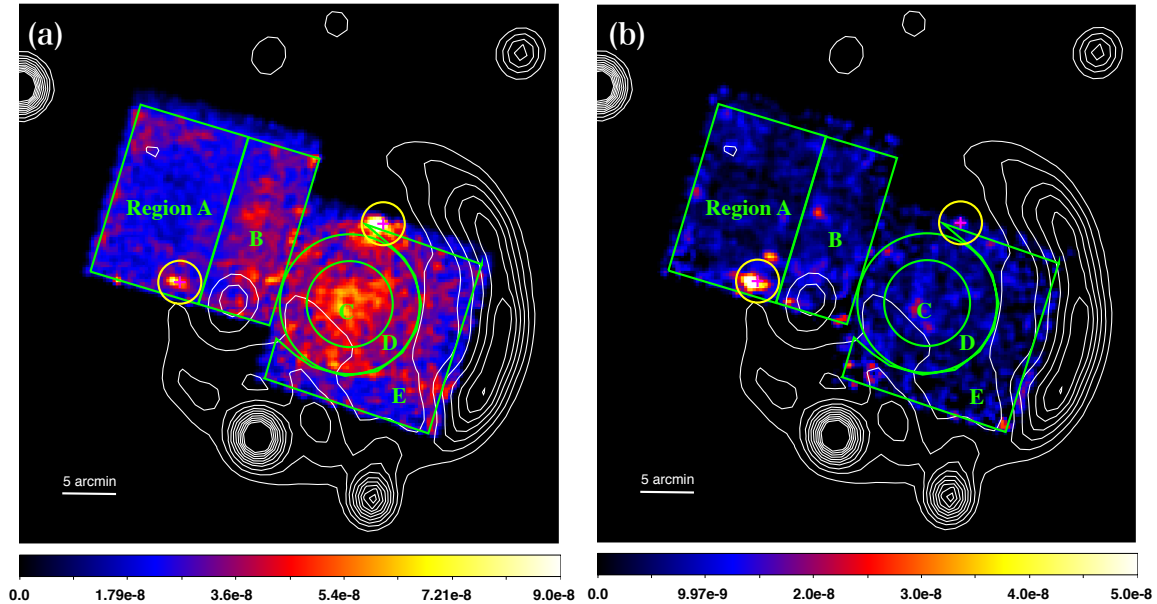 (a)
Region A
B
C
D
E
5 arcmin
0.0 1.79e-8 3.6e-8 5.4e-8 7.21e-8 9.0e-8
(b)
Region A
B
C
D
E
5 arcmin
0.0 9.97e-9 2.0e-8 3.0e-8 4.0e-8 5.0e-8